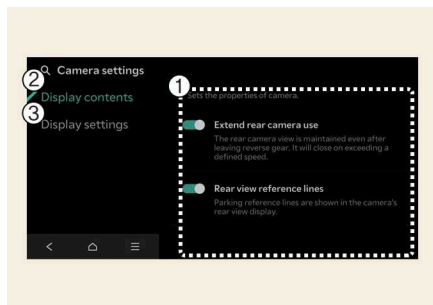 Camera settings
②
①
Display contents
Sets the properties of camera.
③
Display settings
Extend rear camera use
The rear camera view is maintained even after
leaving reverse gear. It will close on exceeding a
defined speed.
Rear view reference lines
Parking reference lines are shown in the camera's
rear view display.